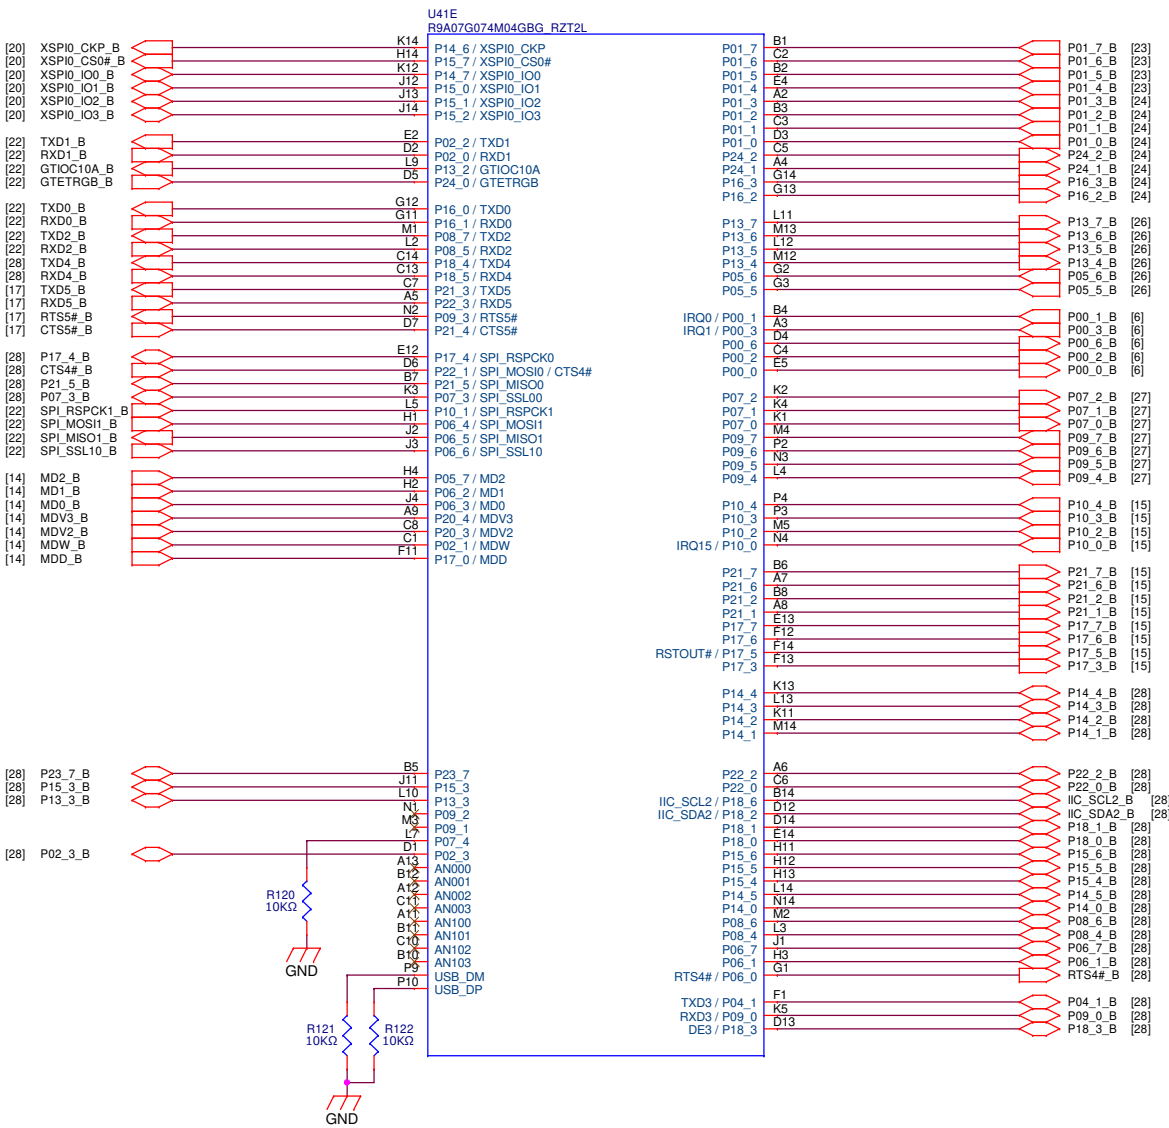 U41E
R9A07G074M04GBG_RZT2L
[20] XSPI0_CKP_B K14 P14_6 / XSPI0_CKP P01_7 B1 P01_7_B [23]
[20] XSPI0_CS0#_B H14 P15_7 / XSPI0_CS0# P01_6 C2 P01_6_B [23]
[20] XSPI0_IO0_B K12 P14_7 / XSPI0_IO0 P01_5 B2 P01_5_B [23]
[20] XSPI0_IO1_B J12 P15_0 / XSPI0_IO1 P01_4 E4 P01_4_B [23]
[20] XSPI0_IO2_B J13 P15_1 / XSPI0_IO2 P01_3 A2 P01_3_B [24]
[20] XSPI0_IO3_B J14 P15_2 / XSPI0_IO3 P01_2 B3 P01_2_B [24]
P01_1 C3 P01_1_B [24]
[22] TXD1_B E2 P02_2 / TXD1 P01_0 D3 P01_0_B [24]
[22] RXD1_B D2 P02_0 / RXD1 P24_2 C5 P24_2_B [24]
[22] GTIOC10A_B L9 P13_2 / GTIOC10A P24_1 A4 P24_1_B [24]
[22] GTETRGB_B D5 P24_0 / GTETRGB P16_3 G14 P16_3_B [24]
P16_2 G13 P16_2_B [24]
[22] TXD0_B G12 P16_0 / TXD0
[22] RXD0_B G11 P16_1 / RXD0 P13_7 L11 P13_7_B [26]
[22] TXD2_B M1 P08_7 / TXD2 P13_6 M13 P13_6_B [26]
[22] RXD2_B L2 P08_5 / RXD2 P13_5 L12 P13_5_B [26]
[28] TXD4_B C14 P18_4 / TXD4 P13_4 M12 P13_4_B [26]
[28] RXD4_B C13 P18_5 / RXD4 P05_6 G2 P05_6_B [26]
[17] TXD5_B C7 P21_3 / TXD5 P05_5 G3 P05_5_B [26]
[17] RXD5_B A5 P22_3 / RXD5
[17] RTS5#_B N2 P09_3 / RTS5# IRQ0 / P00_1 B4 P00_1_B [6]
[17] CTS5#_B D7 P21_4 / CTS5# IRQ1 / P00_3 A3 P00_3_B [6]
P00_6 D4 P00_6_B [6]
[28] P17_4_B E12 P17_4 / SPI_RSPCK0 P00_2 C4 P00_2_B [6]
[28] CTS4#_B D6 P22_1 / SPI_MOSI0 / CTS4# P00_0 E5 P00_0_B [6]
[28] P21_5_B B7 P21_5 / SPI_MISO0
[28] P07_3_B K3 P07_3 / SPI_SSL00 P07_2 K2 P07_2_B [27]
[22] SPI_RSPCK1_B L5 P10_1 / SPI_RSPCK1 P07_1 K4 P07_1_B [27]
[22] SPI_MOSI1_B H1 P06_4 / SPI_MOSI1 P07_0 K1 P07_0_B [27]
[22] SPI_MISO1_B J2 P06_5 / SPI_MISO1 P09_7 M4 P09_7_B [27]
[22] SPI_SSL10_B J3 P06_6 / SPI_SSL10 P09_6 P2 P09_6_B [27]
P09_5 N3 P09_5_B [27]
[14] MD2_B H4 P05_7 / MD2 P09_4 L4 P09_4_B [27]
[14] MD1_B H2 P06_2 / MD1
[14] MD0_B J4 P06_3 / MD0 P10_4 P4 P10_4_B [15]
[14] MDV3_B A9 P20_4 / MDV3 P10_3 P3 P10_3_B [15]
[14] MDV2_B C8 P20_3 / MDV2 P10_2 M5 P10_2_B [15]
[14] MDW_B C1 P02_1 / MDW IRQ15 / P10_0 N4 P10_0_B [15]
[14] MDD_B F11 P17_0 / MDD
P21_7 B6 P21_7_B [15]
P21_6 A7 P21_6_B [15]
P21_2 B8 P21_2_B [15]
P21_1 A8 P21_1_B [15]
P17_7 E13 P17_7_B [15]
P17_6 F12 P17_6_B [15]
RSTOUT# / P17_5 F14 P17_5_B [15]
P17_3 F13 P17_3_B [15]
P14_4 K13 P14_4_B [28]
P14_3 L13 P14_3_B [28]
P14_2 K11 P14_2_B [28]
P14_1 M14 P14_1_B [28]
[28] P23_7_B B5 P23_7 P22_2 A6 P22_2_B [28]
[28] P15_3_B J11 P15_3 P22_0 C6 P22_0_B [28]
[28] P13_3_B L10 P13_3 IIC_SCL2 / P18_6 B14 IIC_SCL2_B [28]
N1 P09_2 IIC_SDA2 / P18_2 D12 IIC_SDA2_B [28]
M3 P09_1 P18_1 D14 P18_1_B [28]
L7 P07_4 P18_0 E14 P18_0_B [28]
[28] P02_3_B D1 P02_3 P15_6 H11 P15_6_B [28]
A13 AN000 P15_5 H12 P15_5_B [28]
B12 AN001 P15_4 H13 P15_4_B [28]
A12 AN002 P14_5 L14 P14_5_B [28]
R120
10KΩ
C11 AN003 P14_0 N14 P14_0_B [28]
A11 AN100 P08_6 M2 P08_6_B [28]
B11 AN101 P08_4 L3 P08_4_B [28]
C10 AN102 P06_7 J1 P06_7_B [28]
B10 AN103 P06_1 H3 P06_1_B [28]
GND
P9 USB_DM RTS4# / P06_0 G1 RTS4#_B [28]
P10 USB_DP
TXD3 / P04_1 F1 P04_1_B [28]
RXD3 / P09_0 K5 P09_0_B [28]
DE3 / P18_3 D13 P18_3_B [28]
R121 R122
10KΩ 10KΩ
GND